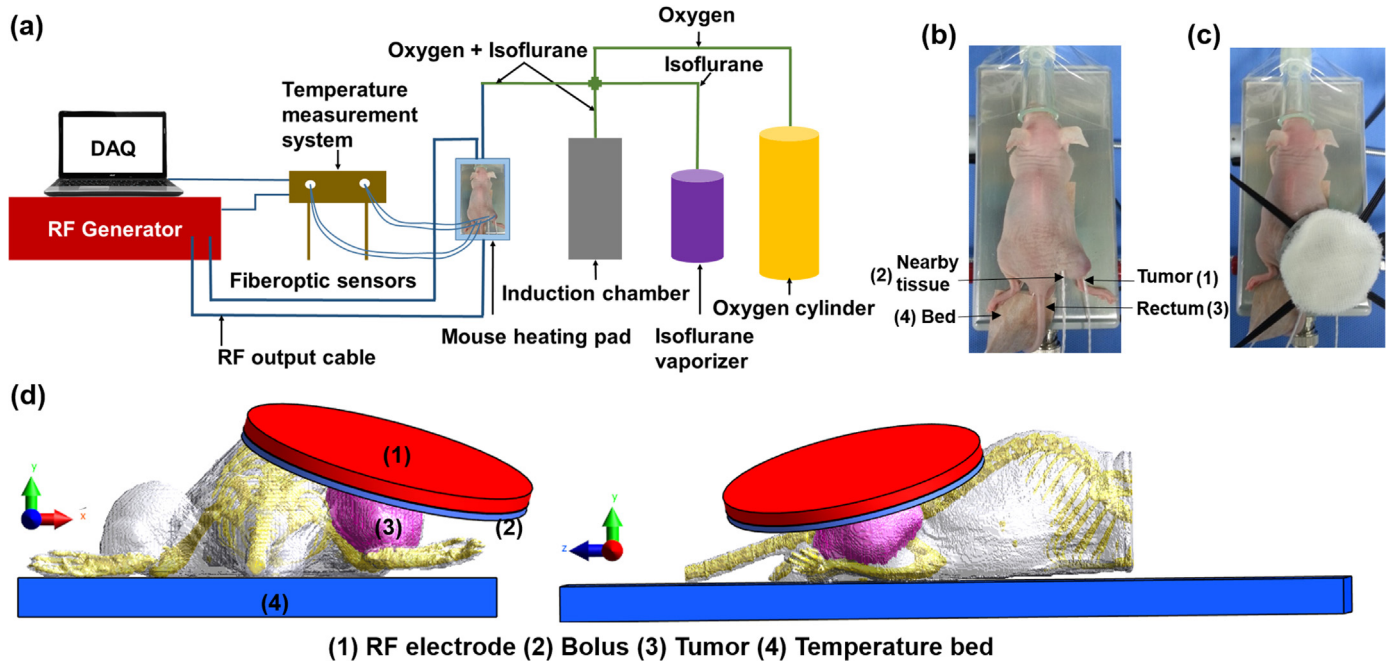 (a)
Oxygen
Oxygen + Isoflurane
Isoflurane
Temperature
measurement
system
DAQ
RF Generator
Fiberoptic sensors
RF output cable
Mouse heating pad
Induction chamber
Isoflurane
vaporizer
Oxygen cylinder
(b)
(2) Nearby
tissue
Tumor (1)
(4) Bed
Rectum (3)
(c)
(d)
y
x
(1)
(2)
(3)
(4)
y
z
(1) RF electrode (2) Bolus (3) Tumor (4) Temperature bed